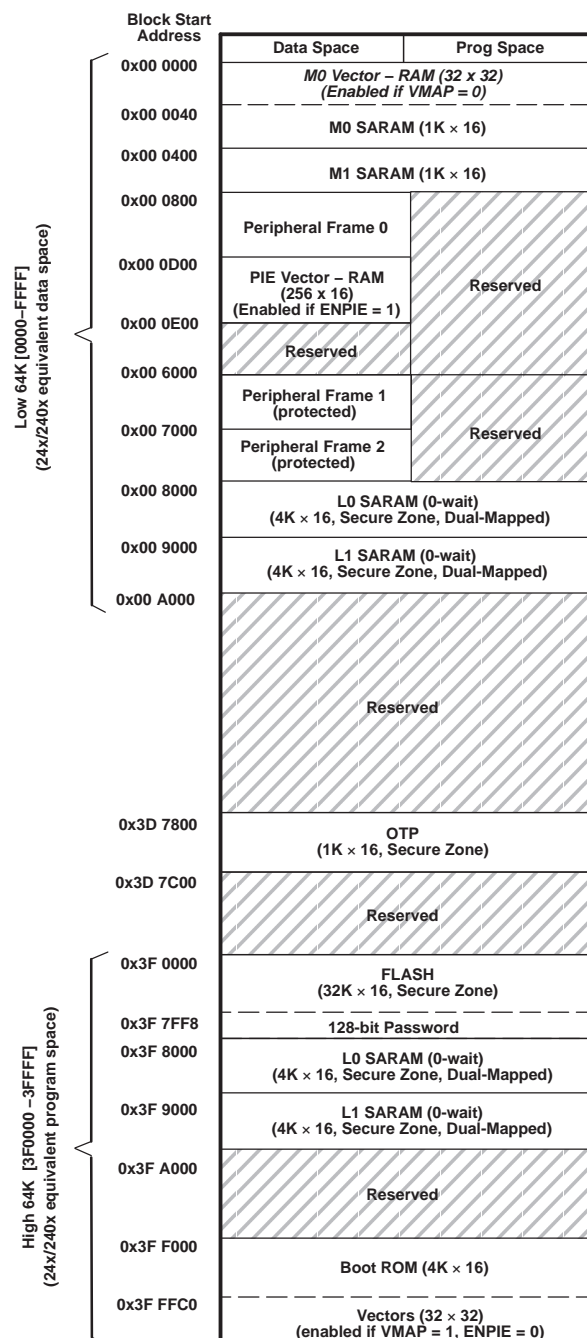 Block Start
Address
Data Space
Prog Space
0x00 0000
M0 Vector – RAM (32 x 32)
(Enabled if VMAP = 0)
0x00 0040
M0 SARAM (1K × 16)
0x00 0400
M1 SARAM (1K × 16)
0x00 0800
Peripheral Frame 0
0x00 0D00
PIE Vector – RAM
(256 x 16)
(Enabled if ENPIE = 1)
Reserved
0x00 0E00
Reserved
0x00 6000
Peripheral Frame 1
(protected)
Reserved
0x00 7000
Peripheral Frame 2
(protected)
0x00 8000
L0 SARAM (0-wait)
(4K × 16, Secure Zone, Dual-Mapped)
0x00 9000
L1 SARAM (0-wait)
(4K × 16, Secure Zone, Dual-Mapped)
0x00 A000
Low 64K [0000–FFFF]
(24x/240x equivalent data space)
Reserved
0x3D 7800
OTP
(1K × 16, Secure Zone)
0x3D 7C00
Reserved
0x3F 0000
FLASH
(32K × 16, Secure Zone)
0x3F 7FF8
128-bit Password
0x3F 8000
L0 SARAM (0-wait)
(4K × 16, Secure Zone, Dual-Mapped)
0x3F 9000
L1 SARAM (0-wait)
(4K × 16, Secure Zone, Dual-Mapped)
0x3F A000
Reserved
0x3F F000
Boot ROM (4K × 16)
0x3F FFC0
Vectors (32 × 32)
(enabled if VMAP = 1, ENPIE = 0)
High 64K [3F0000 –3FFFF]
(24x/240x equivalent program space)